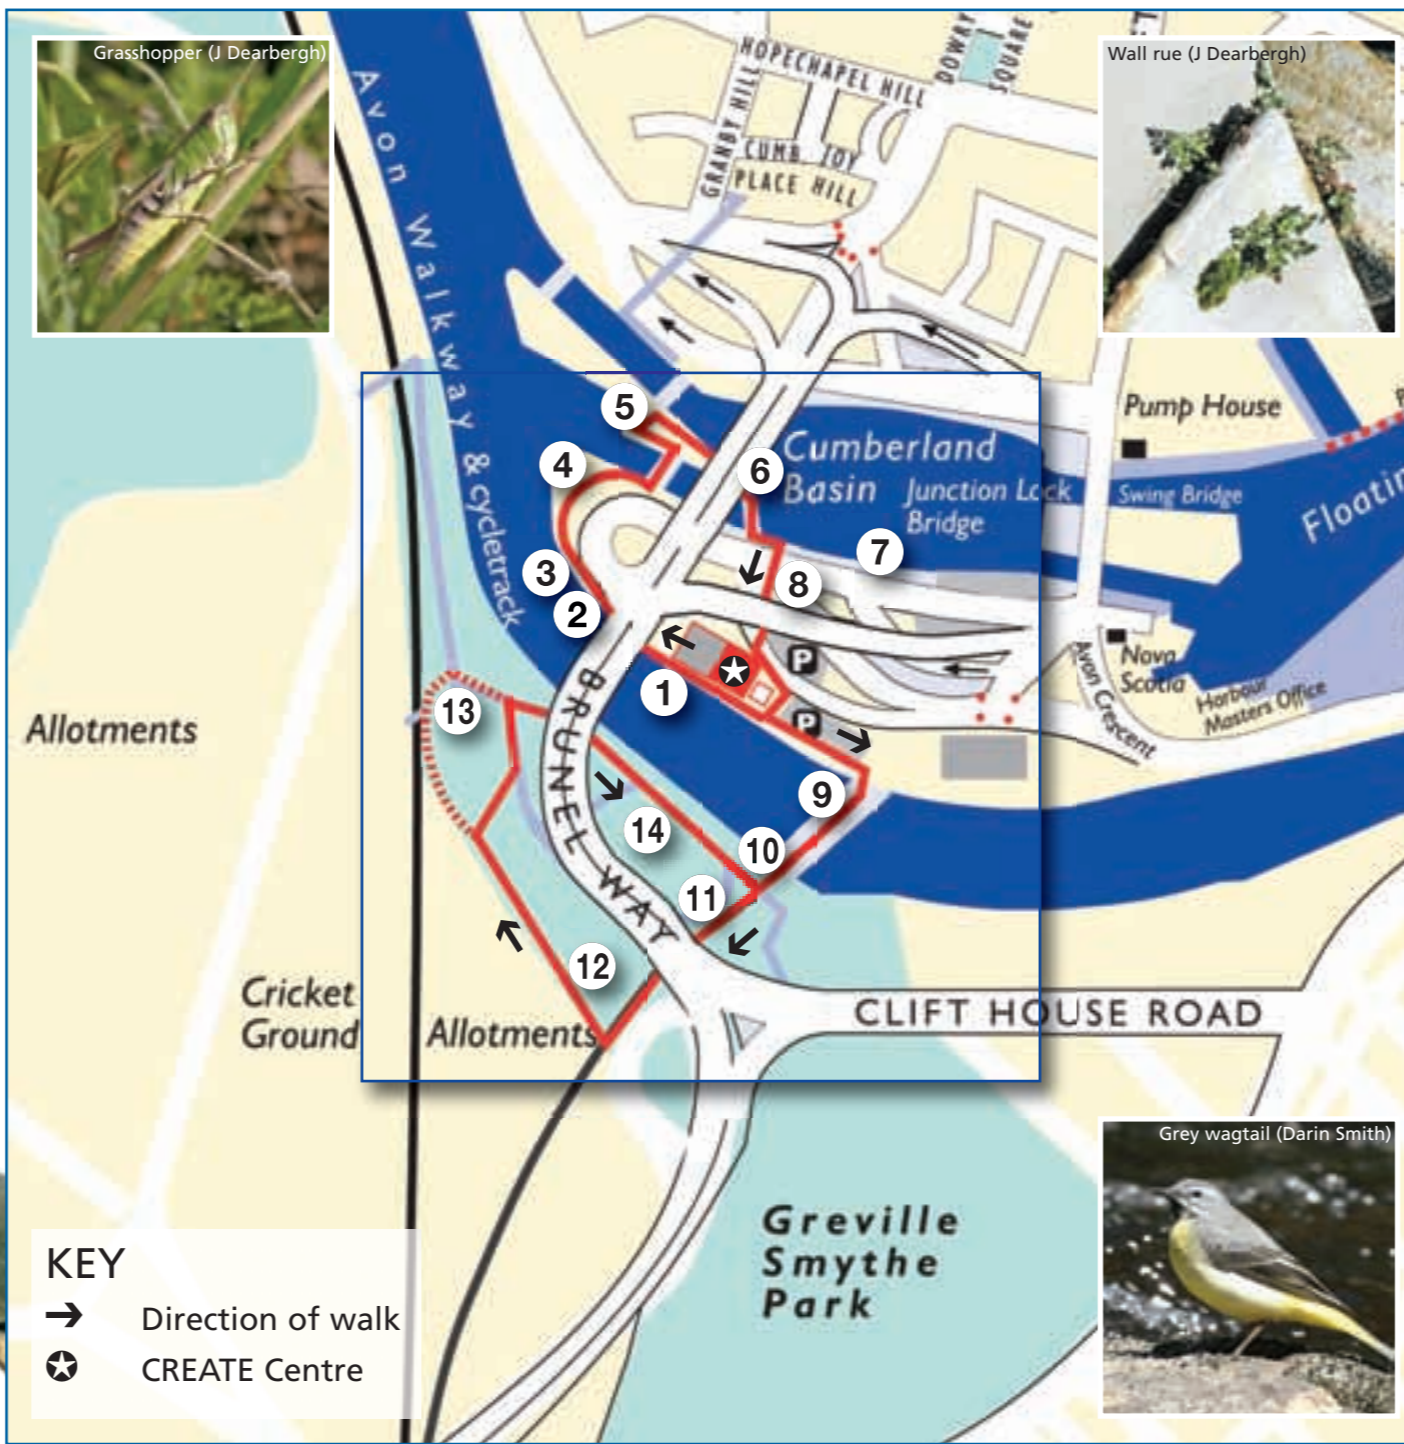 Grasshopper (J Dearbergh)
Wall rue (J Dearbergh)
HOPECHAPEL HILL
DOWRY
SQUARE
GRANBY HILL
CUMB.
PLACE
JOY
HILL
Avon Walkway & cycletrack
Pump House
5
4
6
Cumberland
Basin
Junction Lock
Bridge
Swing Bridge
Floatin
7
3
8
2
P
Nova
Scotia
Avon Crescent
Harbour
Masters Office
1
13
P
Allotments
BRUNEL WAY
9
14
10
11
12
Cricket
Ground
Allotments
CLIFT HOUSE ROAD
Greville
Smythe
Park
Grey wagtail (Darin Smith)
KEY
Direction of walk
CREATE Centre